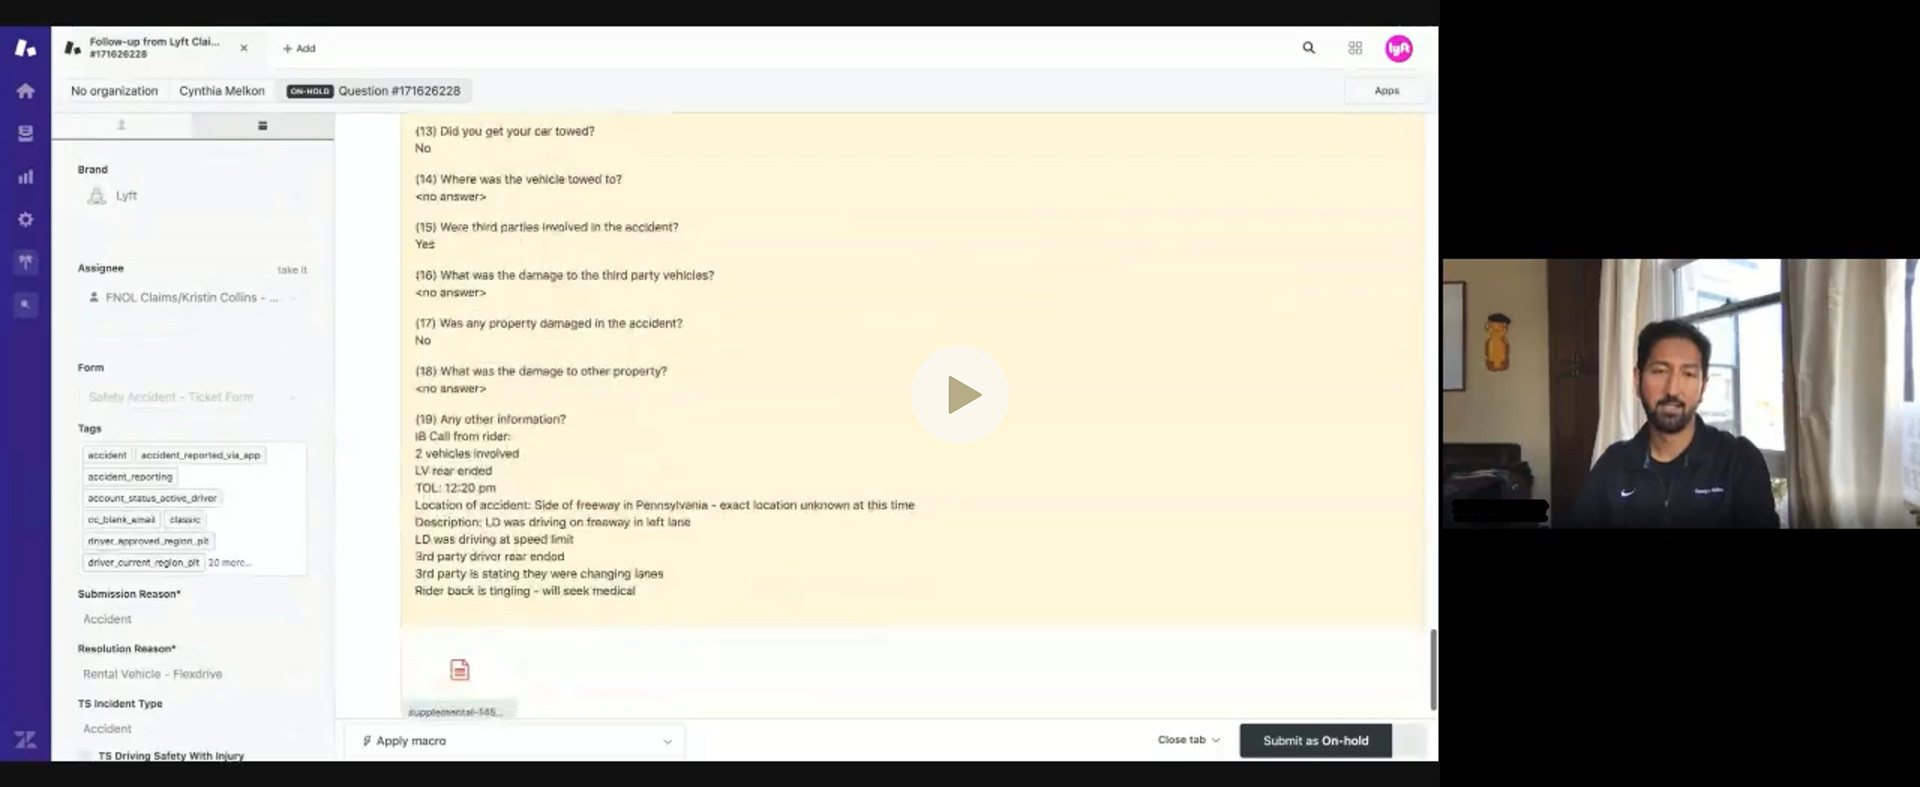 Follow-up from Lyft Clai...
#171626228
+ Add
lyft
No organization
Cynthia Melkon
ON-HOLD Question #171626228
Apps
Brand
Lyft
Assignee
take it
FNOL Claims/Kristin Collins - ...
Form
Safety Accident - Ticket Form
Tags
accident accident_reported_via_app
accident_reporting
account_status_active_driver
cc_blank_email classic
driver_approved_region_pit
driver_current_region_pit 20 more...
Submission Reason*
Accident
Resolution Reason*
Rental Vehicle - Flexdrive
TS Incident Type
Accident
TS Driving Safety With Injury
(13) Did you get your car towed?
No
(14) Where was the vehicle towed to?
<no answer>
(15) Were third parties involved in the accident?
Yes
(16) What was the damage to the third party vehicles?
<no answer>
(17) Was any property damaged in the accident?
No
(18) What was the damage to other property?
<no answer>
(19) Any other information?
IB Call from rider:
2 vehicles involved
LV rear ended
TOL: 12:20 pm
Location of accident: Side of freeway in Pennsylvania - exact location unknown at this time
Description: LD was driving on freeway in left lane
LD was driving at speed limit
3rd party driver rear ended
3rd party is stating they were changing lanes
Rider back is tingling - will seek medical
supplemental-145...
Apply macro
Close tab
Submit as On-hold